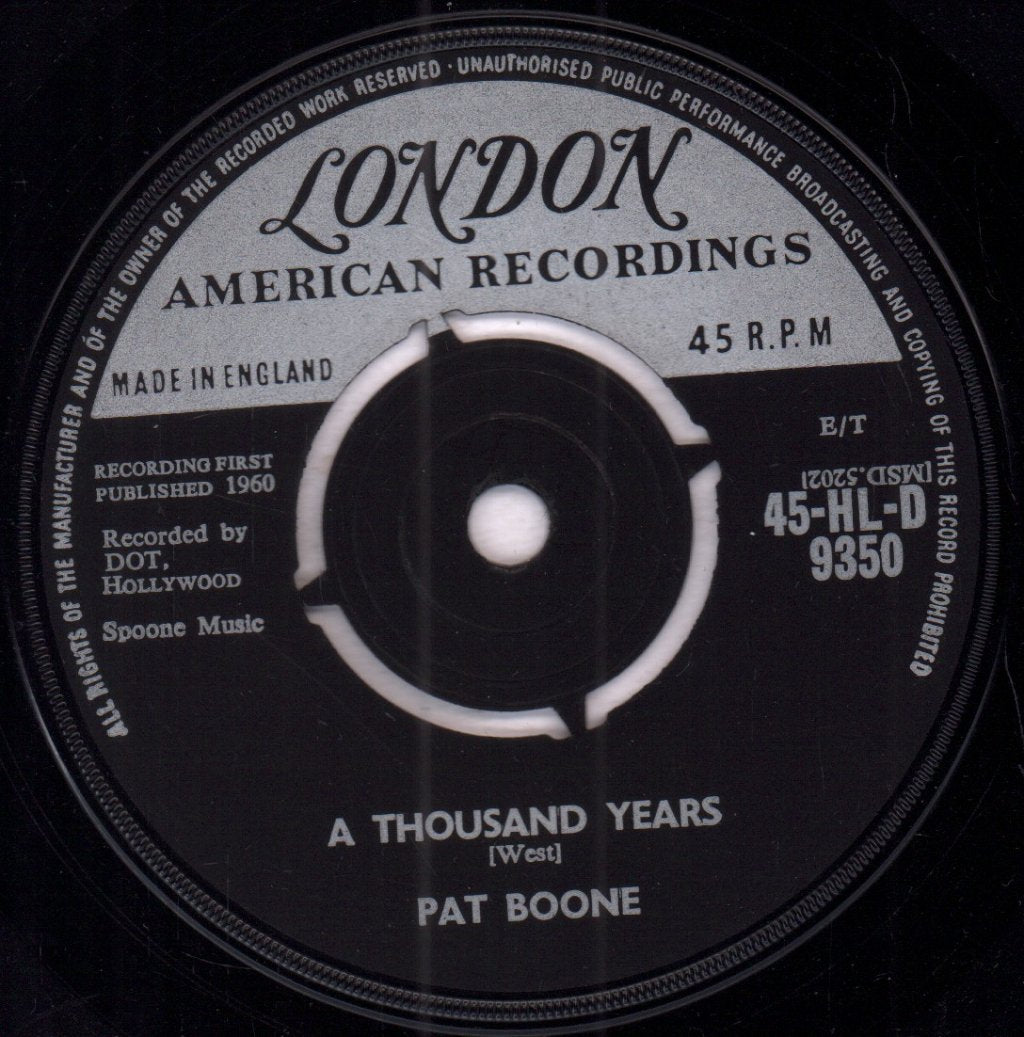 ALL RIGHTS OF THE MANUFACTURER AND OF THE OWNER OF THE RECORDED WORK RESERVED · UNAUTHORISED PUBLIC PERFORMANCE BROADCASTING AND COPYING OF THIS RECORD PROHIBITED
LONDON
AMERICAN RECORDINGS
45 R.P.M
MADE IN ENGLAND
E/T
RECORDING FIRST
PUBLISHED 1960
[MSD.5202]
45-HL-D
9350
Recorded by
DOT,
HOLLYWOOD
Spoone Music
A THOUSAND YEARS
[West]
PAT BOONE